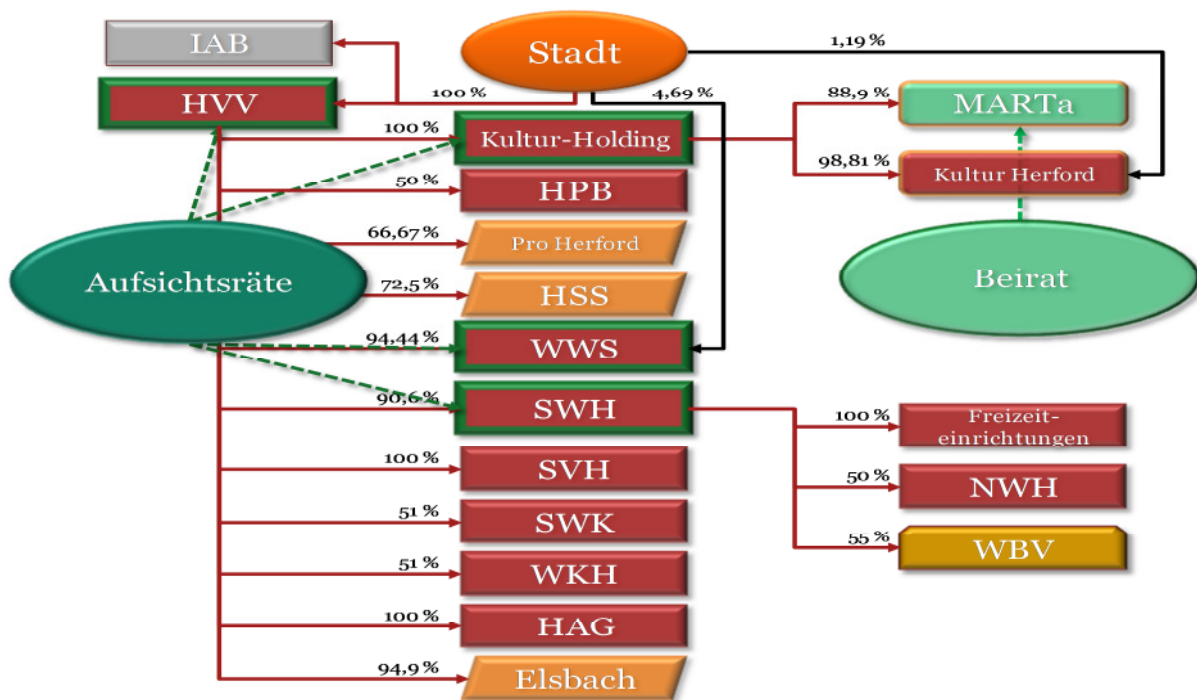 IAB
Stadt
1,19 %
HVV
100 %
4,69 %
88,9 %
MARTa
100 %
Kultur-Holding
98,81 %
Kultur Herford
50 %
HPB
66,67 %
Pro Herford
Aufsichtsräte
Beirat
72,5 %
HSS
94,44 %
WWS
90,6 %
SWH
100 %
Freizeit-
einrichtungen
100 %
SVH
50 %
NWH
51 %
SWK
55 %
WBV
51 %
WKH
100 %
HAG
94,9 %
Elsbach